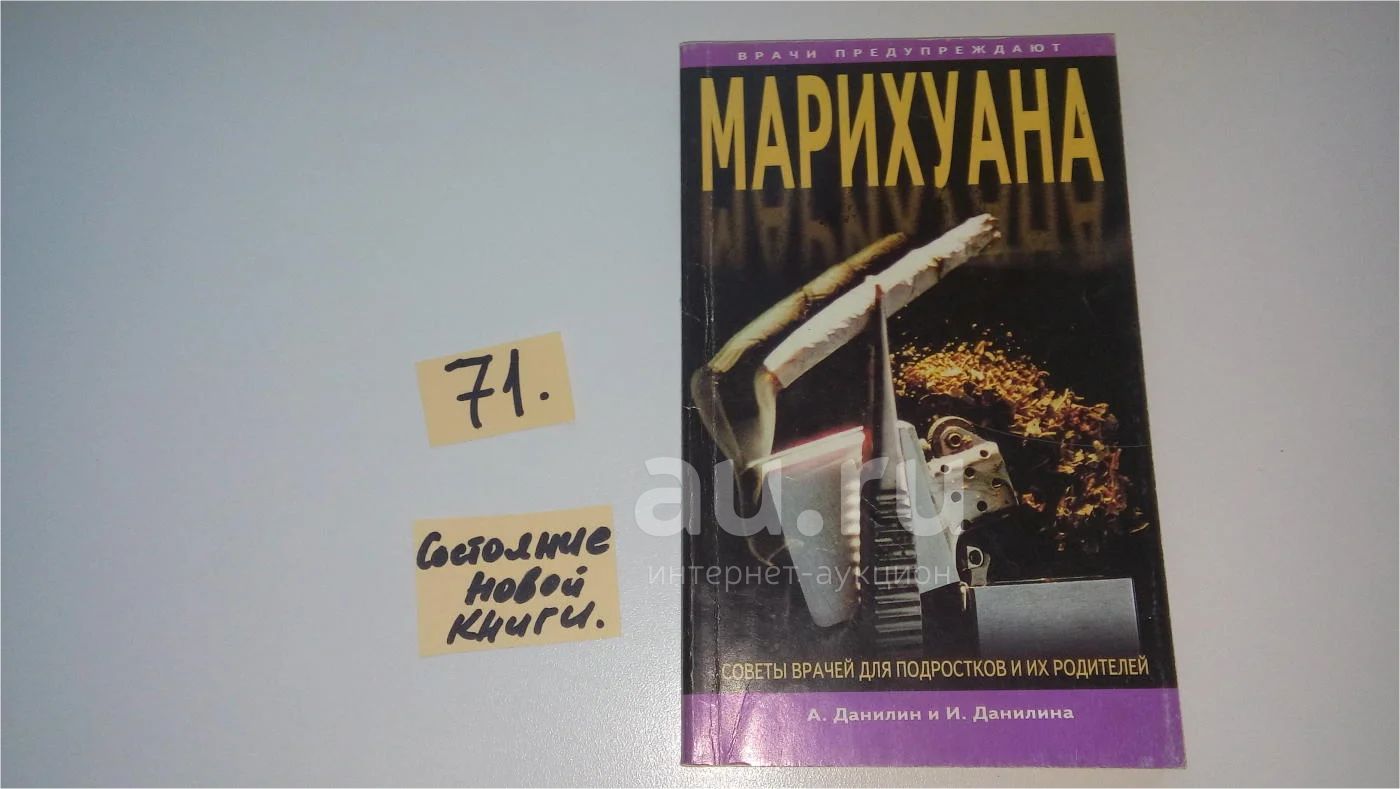 ВРАЧИ ПРЕДУПРЕЖДАЮТ
МАРИХУАНА
71.
Состояние
новой
книги.
au.ru
интернет-аукцион
СОВЕТЫ ВРАЧЕЙ ДЛЯ ПОДРОСТКОВ И ИХ РОДИТЕЛЕЙ
А. Данилин и И. Данилина